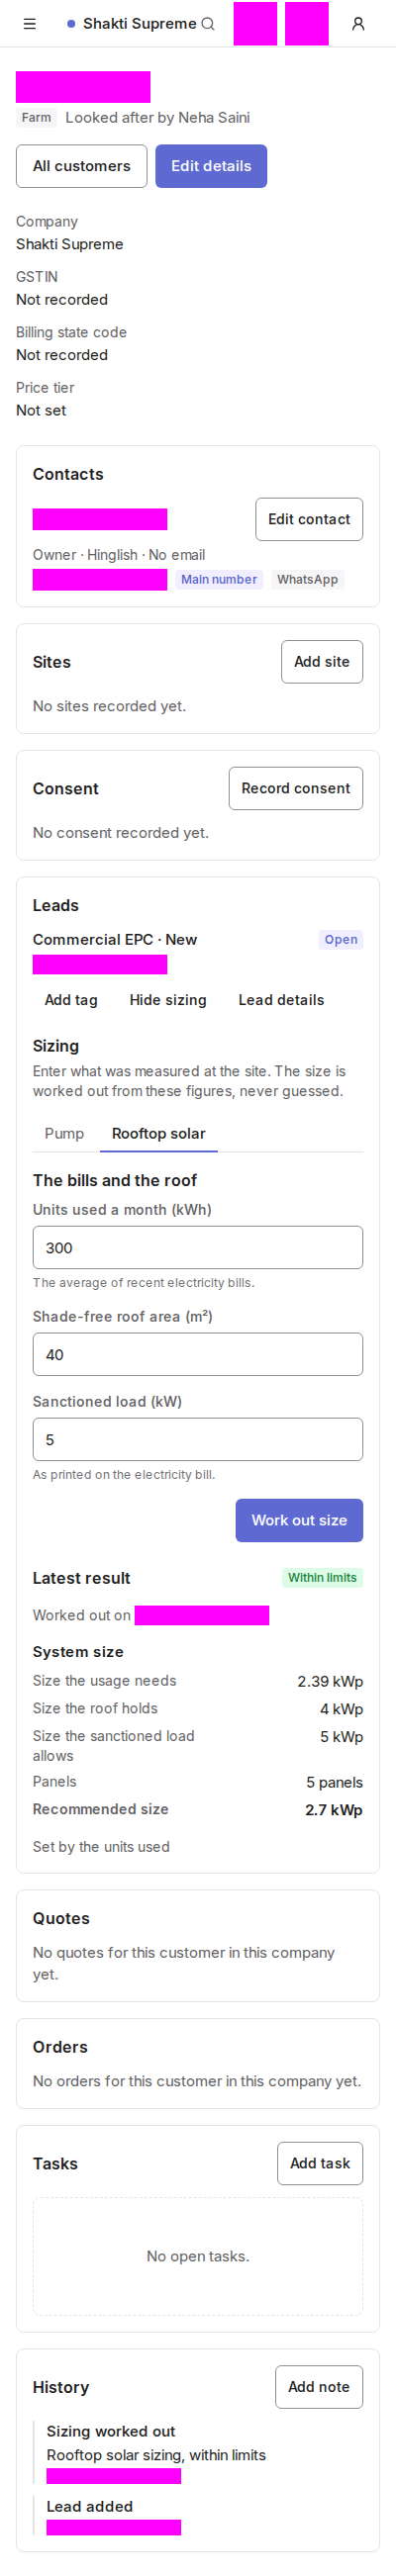 Shakti Supreme
Farm Looked after by Neha Saini
All customers Edit details
Company
Shakti Supreme
GSTIN
Not recorded
Billing state code
Not recorded
Price tier
Not set
Contacts
Edit contact
Owner · Hinglish · No email
Main number WhatsApp
Sites Add site
No sites recorded yet.
Consent Record consent
No consent recorded yet.
Leads
Commercial EPC · New Open
Add tag Hide sizing Lead details
Sizing
Enter what was measured at the site. The size is
worked out from these figures, never guessed.
Pump Rooftop solar
The bills and the roof
Units used a month (kWh)
300
The average of recent electricity bills.
Shade-free roof area (m²)
40
Sanctioned load (kW)
5
As printed on the electricity bill.
Work out size
Latest result Within limits
Worked out on
System size
Size the usage needs 2.39 kWp
Size the roof holds 4 kWp
Size the sanctioned load 5 kWp
allows
Panels 5 panels
Recommended size 2.7 kWp
Set by the units used
Quotes
No quotes for this customer in this company
yet.
Orders
No orders for this customer in this company yet.
Tasks Add task
No open tasks.
History Add note
Sizing worked out
Rooftop solar sizing, within limits
Lead added